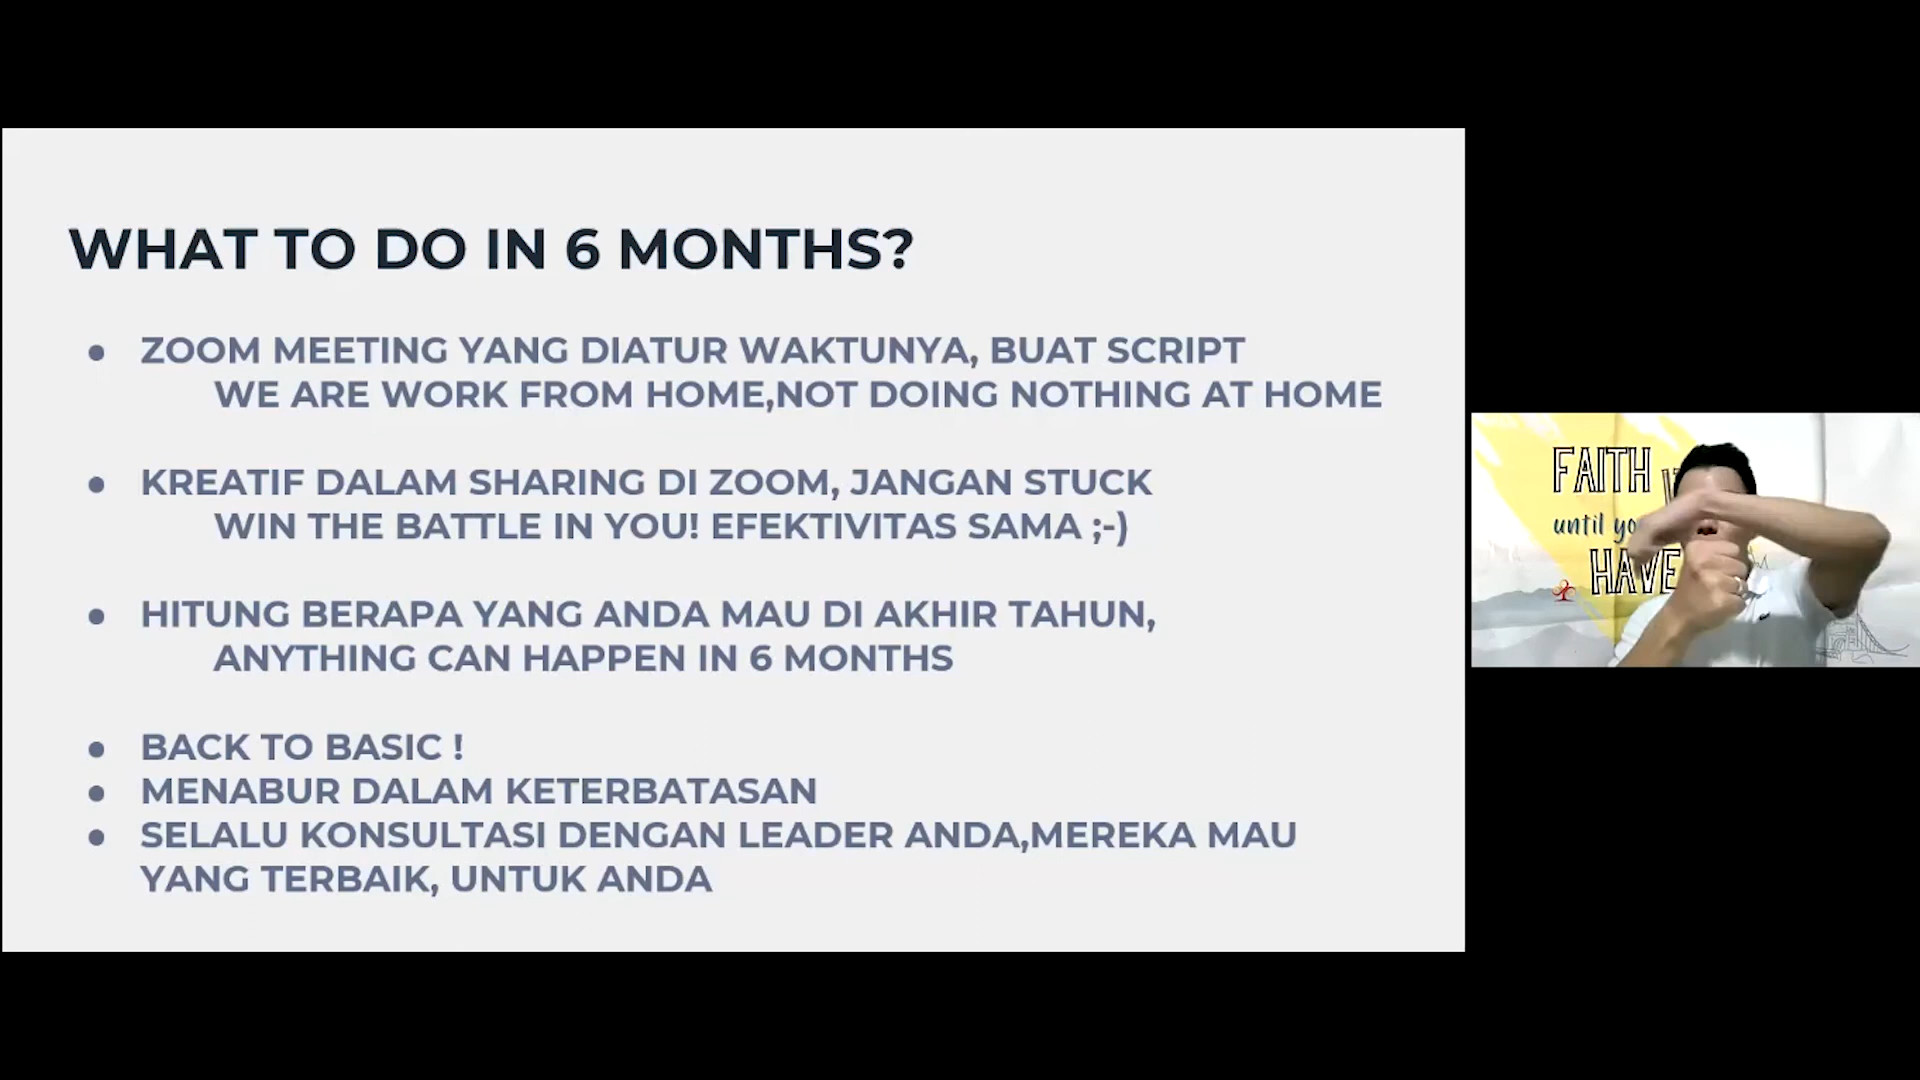 WHAT TO DO IN 6 MONTHS?
● ZOOM MEETING YANG DIATUR WAKTUNYA, BUAT SCRIPT
WE ARE WORK FROM HOME,NOT DOING NOTHING AT HOME
● KREATIF DALAM SHARING DI ZOOM, JANGAN STUCK
WIN THE BATTLE IN YOU! EFEKTIVITAS SAMA ;-)
● HITUNG BERAPA YANG ANDA MAU DI AKHIR TAHUN,
ANYTHING CAN HAPPEN IN 6 MONTHS
● BACK TO BASIC !
● MENABUR DALAM KETERBATASAN
● SELALU KONSULTASI DENGAN LEADER ANDA,MEREKA MAU
YANG TERBAIK, UNTUK ANDA
FAITH
until
HAVE